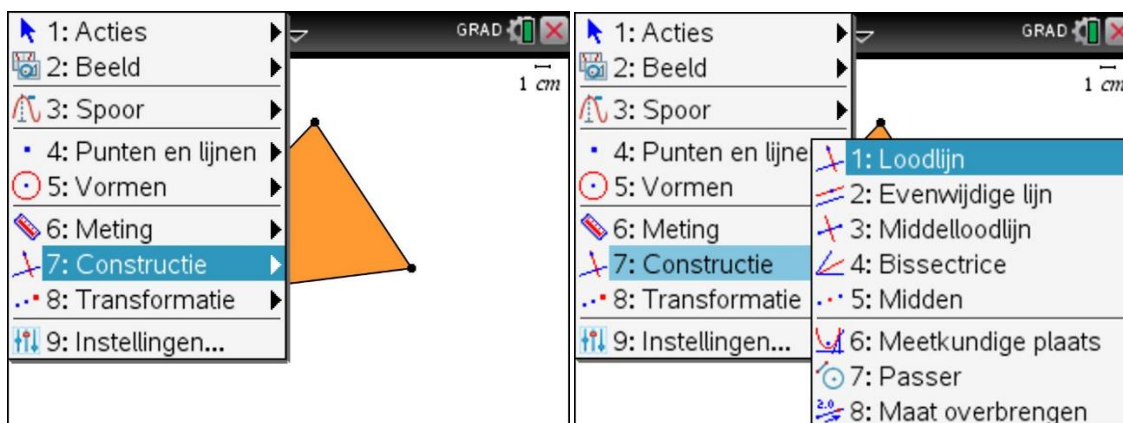 1: Acties
2: Beeld
3: Spoor
4: Punten en lijnen
5: Vormen
6: Meting
7: Constructie
8: Transformatie
9: Instellingen...
GRAD
1 cm
1: Acties
2: Beeld
3: Spoor
4: Punten en lijne
5: Vormen
6: Meting
7: Constructie
8: Transformatie
9: Instellingen...
GRAD
1 cm
1: Loodlijn
2: Evenwijdige lijn
3: Middelloodlijn
4: Bissectrice
5: Midden
6: Meetkundige plaats
7: Passer
2.0 8: Maat overbrengen